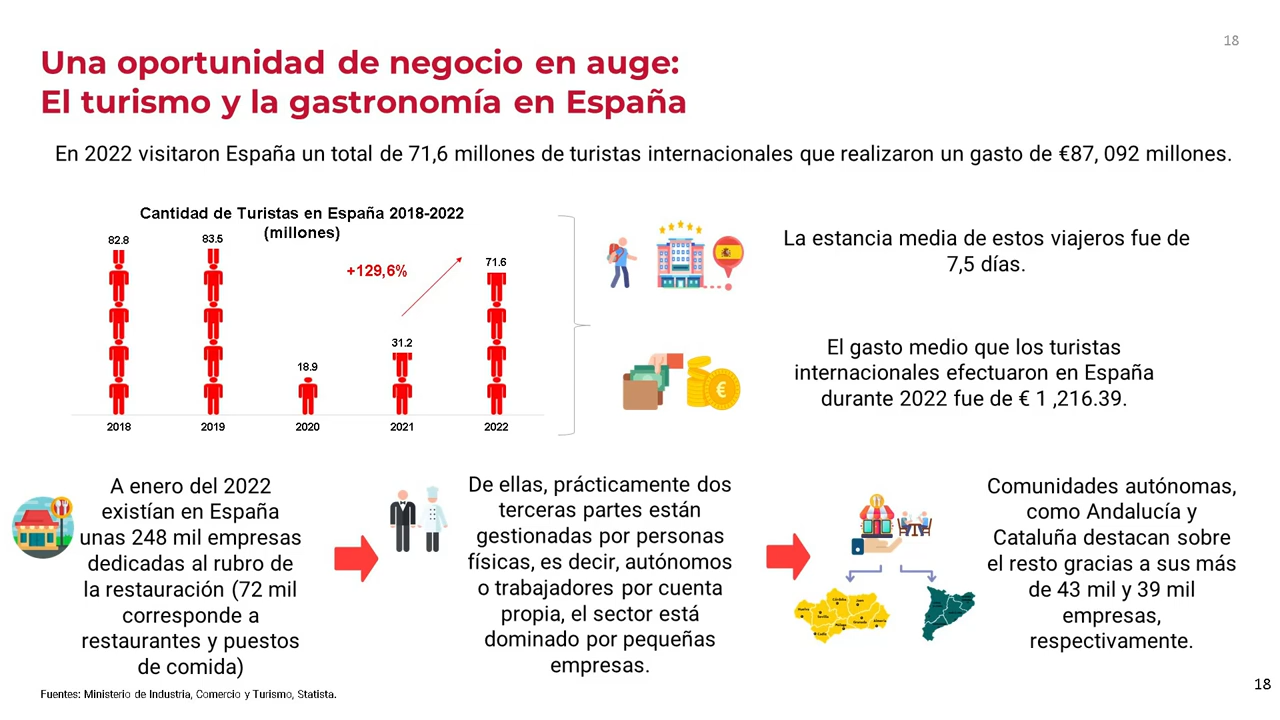 18
Una oportunidad de negocio en auge:
El turismo y la gastronomía en España
En 2022 visitaron España un total de 71,6 millones de turistas internacionales que realizaron un gasto de €87, 092 millones.
Cantidad de Turistas en España 2018-2022
(millones)
82.8
83.5
18.9
31.2
71.6
+129,6%
2018
2019
2020
2021
2022
La estancia media de estos viajeros fue de
7,5 días.
El gasto medio que los turistas
internacionales efectuaron en España
durante 2022 fue de € 1 ,216.39.
A enero del 2022
existían en España
unas 248 mil empresas
dedicadas al rubro de
la restauración (72 mil
corresponde a
restaurantes y puestos
de comida)
De ellas, prácticamente dos
terceras partes están
gestionadas por personas
físicas, es decir, autónomos
o trabajadores por cuenta
propia, el sector está
dominado por pequeñas
empresas.
Comunidades autónomas,
como Andalucía y
Cataluña destacan sobre
el resto gracias a sus más
de 43 mil y 39 mil
empresas,
respectivamente.
Fuentes: Ministerio de Industria, Comercio y Turismo, Statista.
18